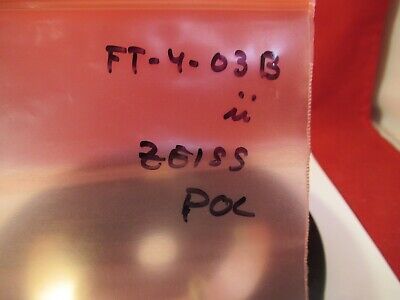 FT-4-03B
ii
ZEISS
POL